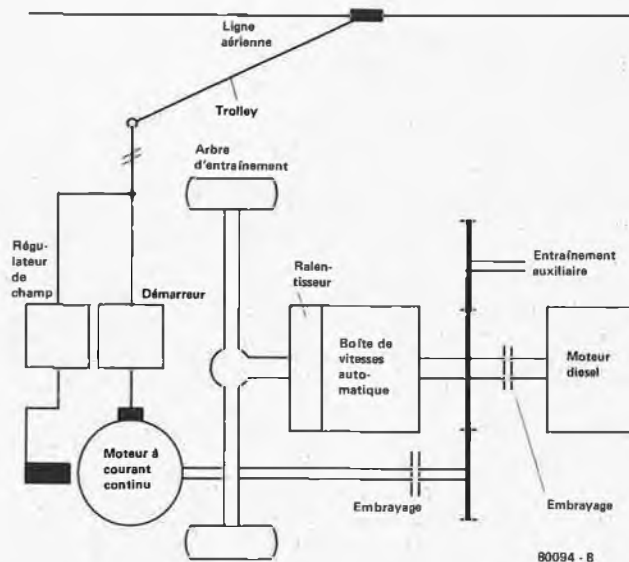 Ligne
aérienne
Trolley
Arbre
d'entraînement
Régu-
lateur
de
champ
Démarreur
Ralen-
tisseur
Entraînement
auxiliaire
Boîte de
vitesses
auto-
matique
Moteur
diesel
Moteur à
courant
continu
Embrayage
Embrayage
80094 - 8